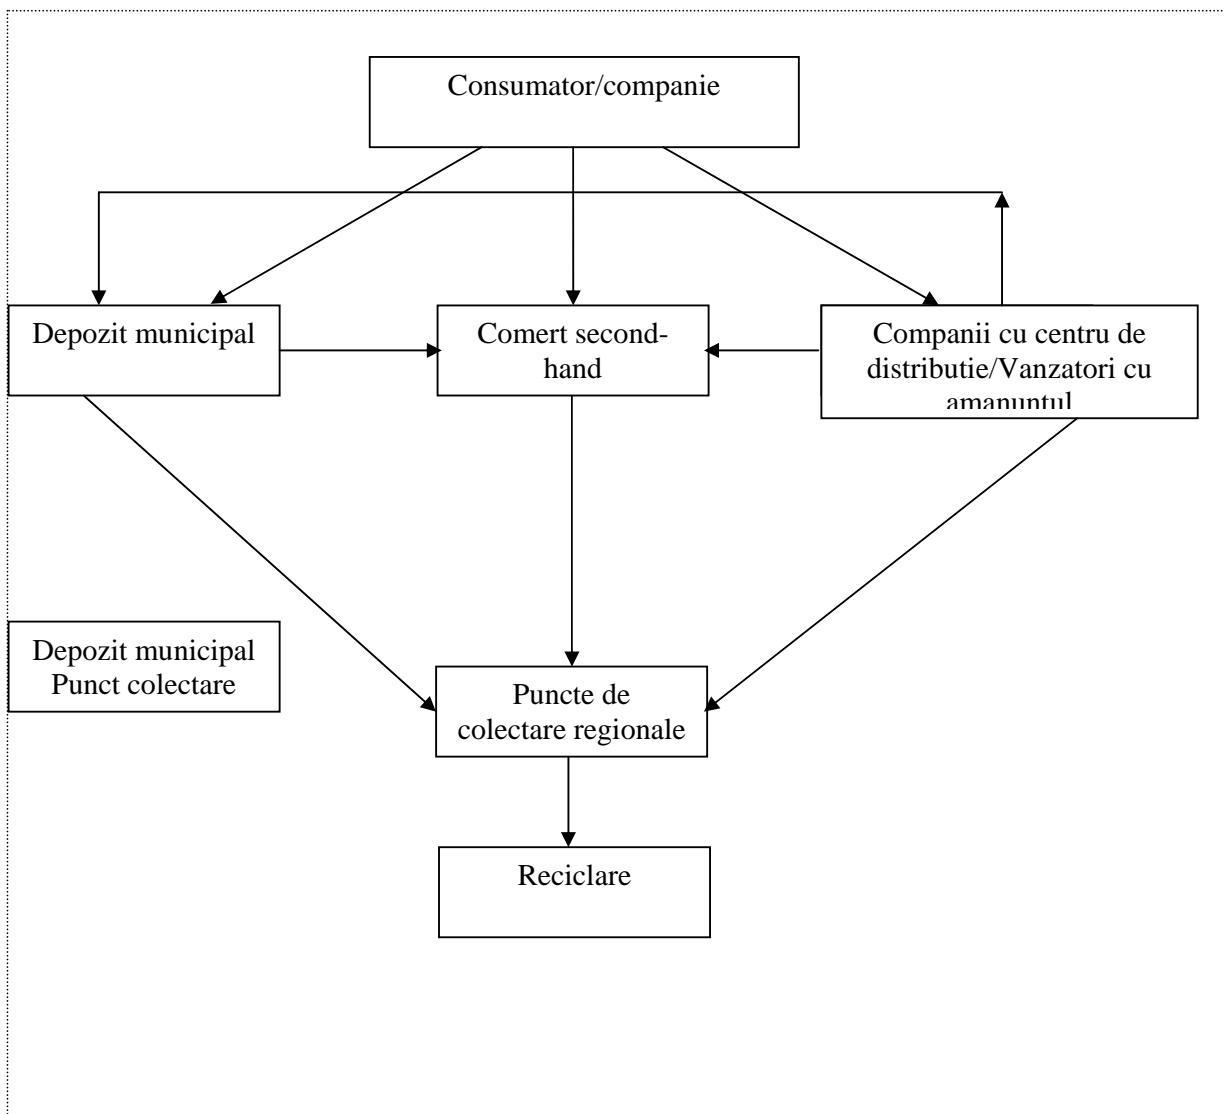 Consumator/companie
Depozit municipal
Comert second-
hand
Companii cu centru de
distributie/Vanzatori cu
amanuntul
Depozit municipal
Punct colectare
Puncte de
colectare regionale
Reciclare